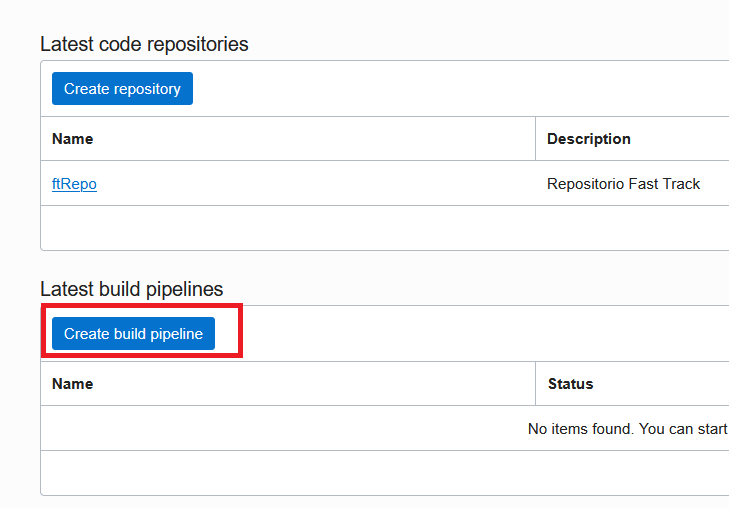 Latest code repositories
Create repository
Name Description
ftRepo Repositorio Fast Track
Latest build pipelines
Create build pipeline
Name Status
No items found. You can start